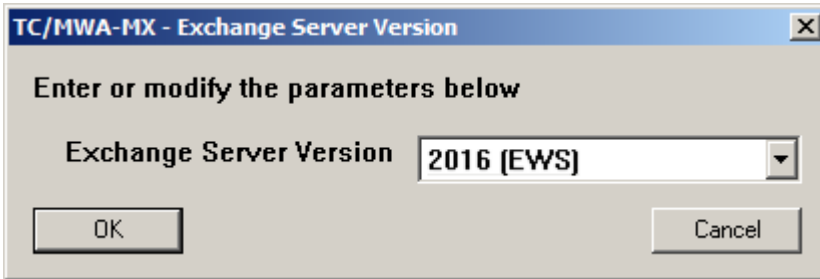 TC/MWA-MX - Exchange Server Version
Enter or modify the parameters below
Exchange Server Version 2016 (EWS)
OK Cancel